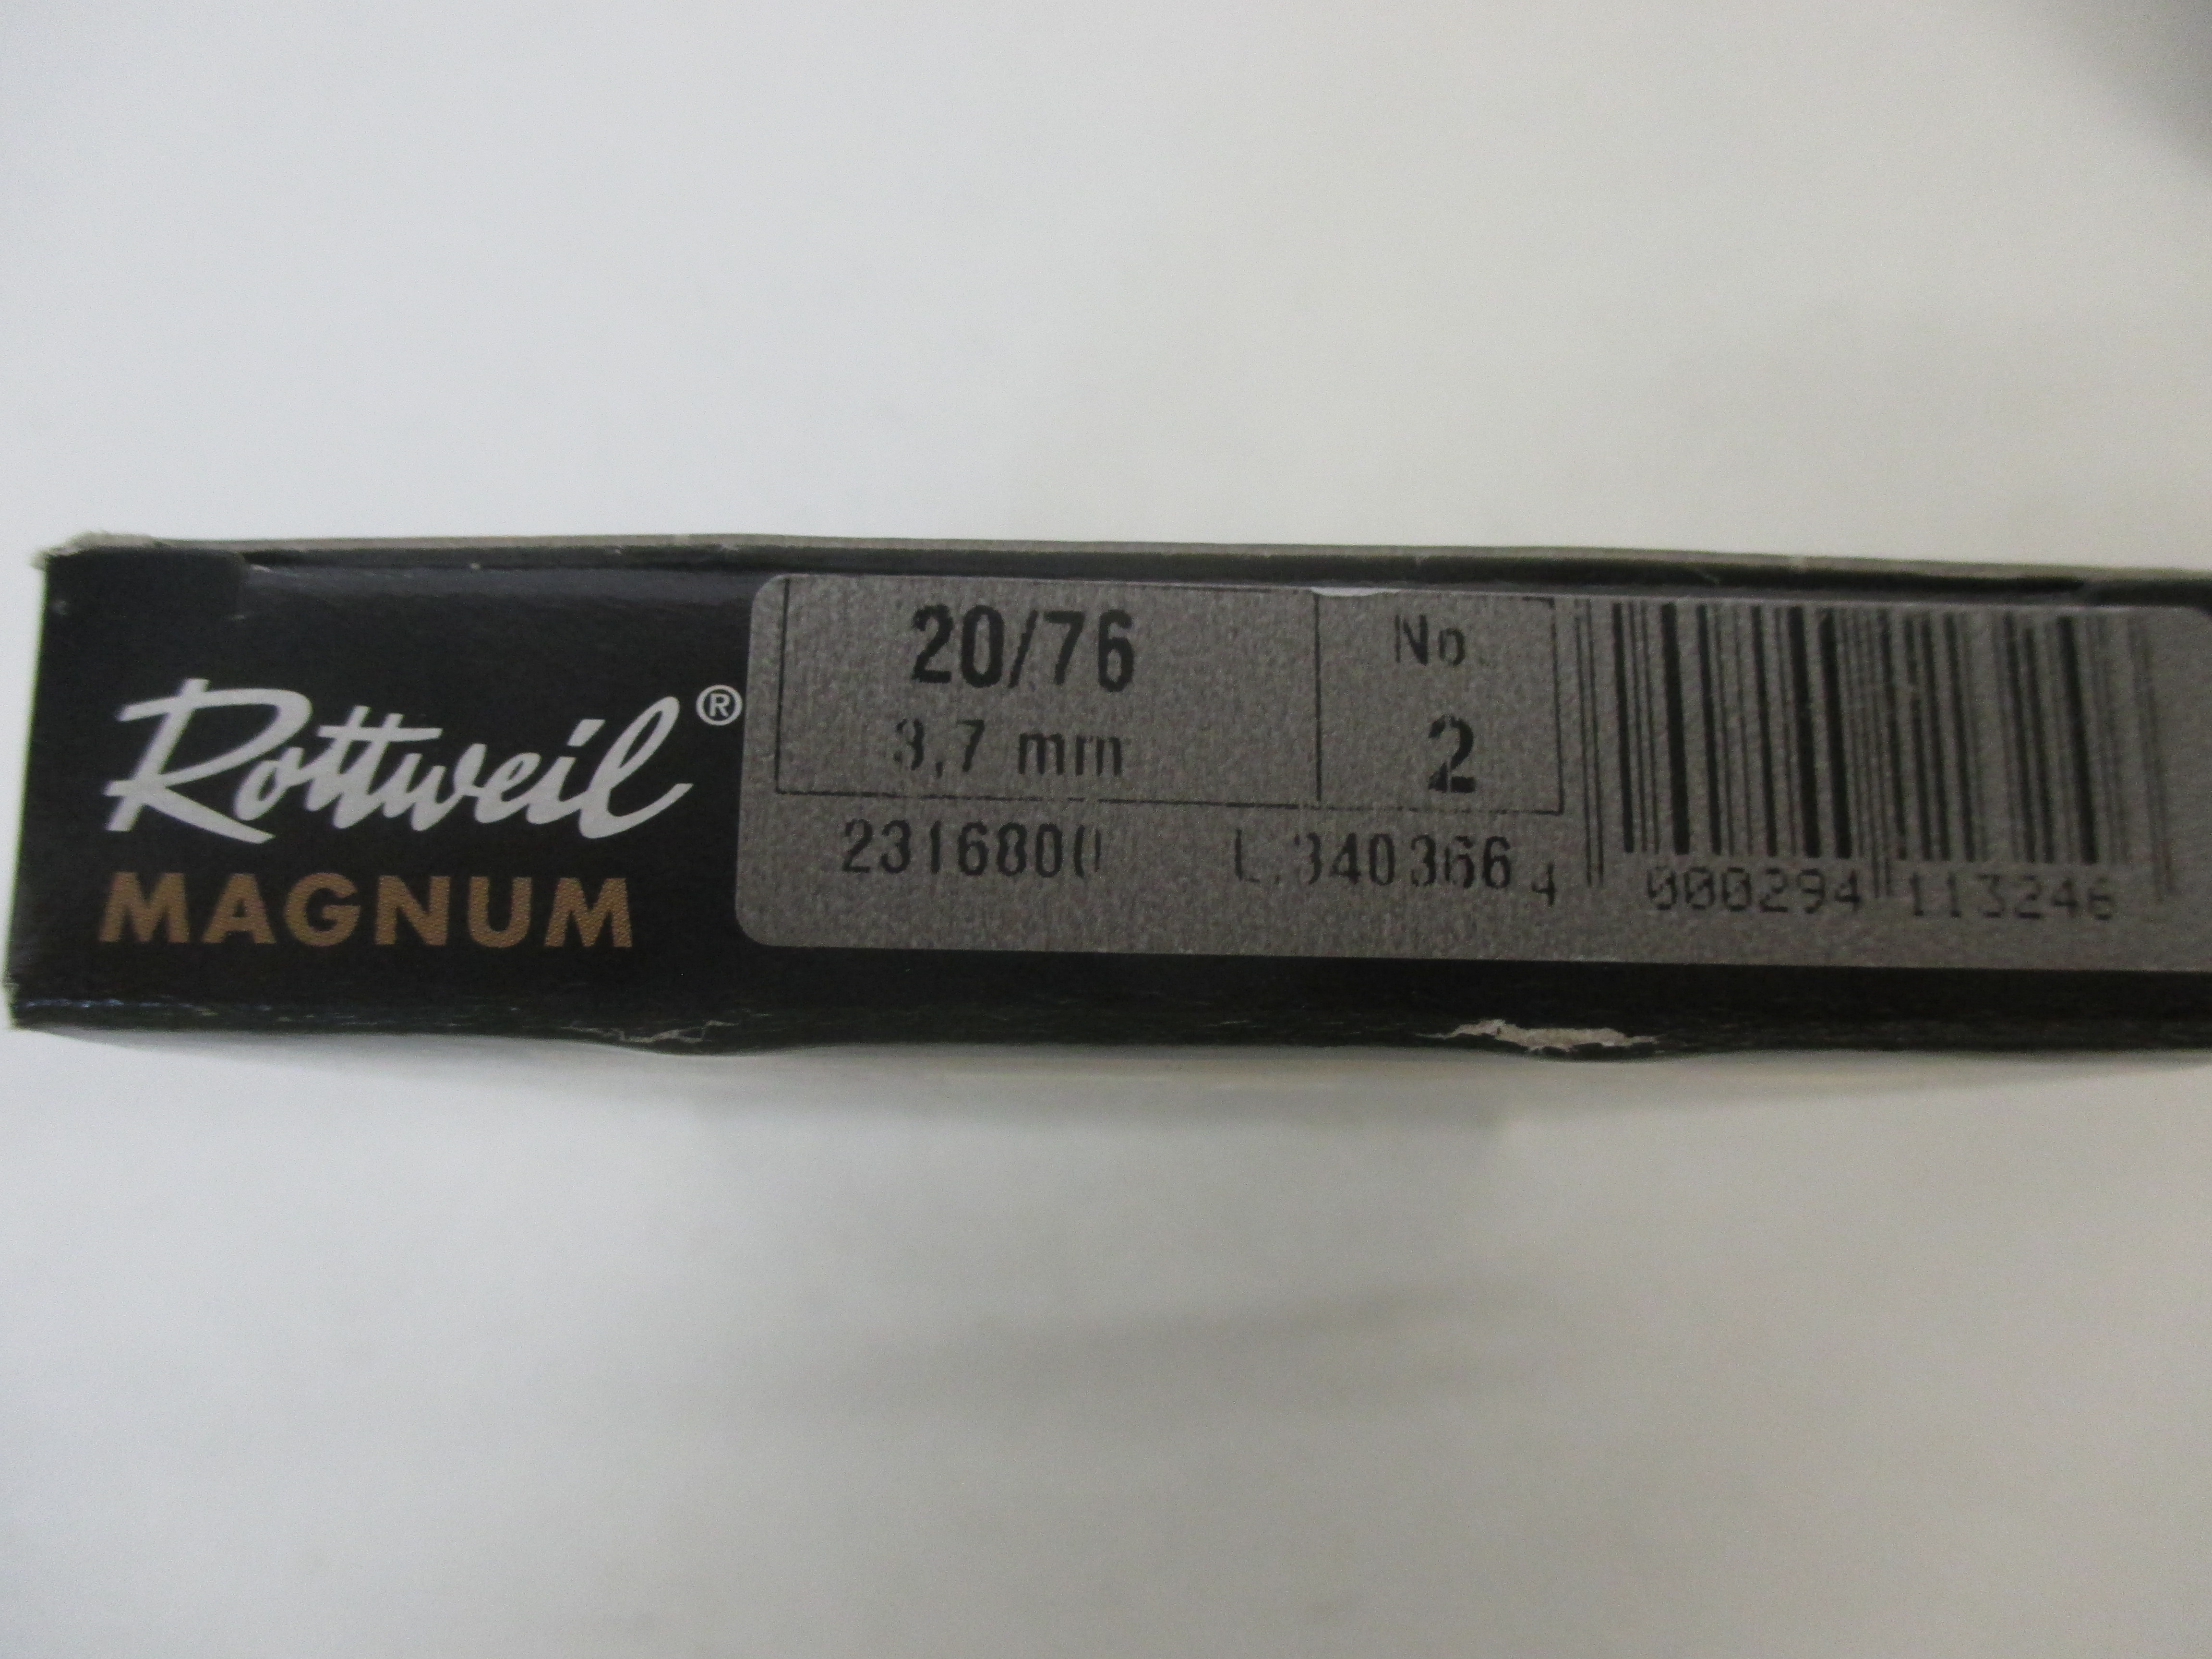 Rottweil®
MAGNUM
20/76
3,7 mm
No.
2
2316800 L.340366
4 000294 113246